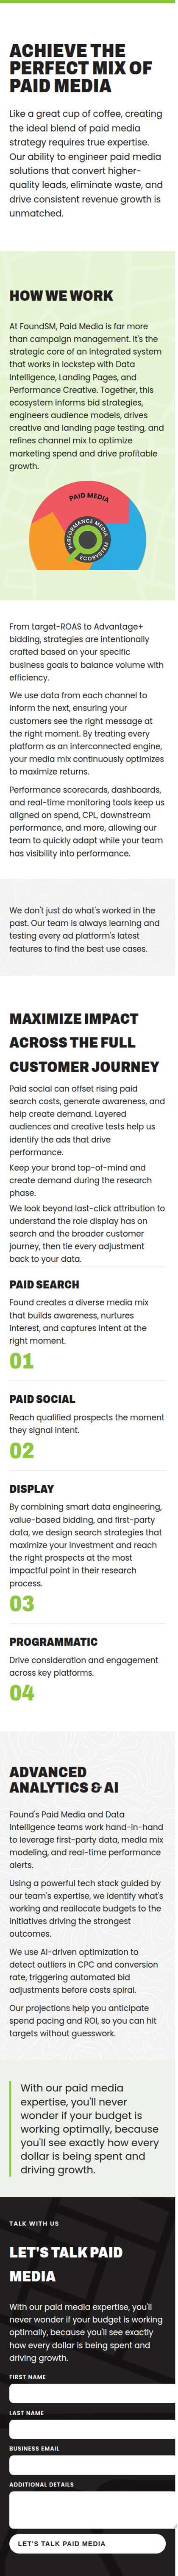 ACHIEVE THE
PERFECT MIX OF
PAID MEDIA
Like a great cup of coffee, creating
the ideal blend of paid media
strategy requires true expertise.
Our ability to engineer paid media
solutions that convert higher-
quality leads, eliminate waste, and
drive consistent revenue growth is
unmatched.
HOW WE WORK
At FoundSM, Paid Media is far more
than campaign management. It's the
strategic core of an integrated system
that works in lockstep with Data
Intelligence, Landing Pages, and
Performance Creative. Together, this
ecosystem informs bid strategies,
engineers audience models, drives
creative and landing page testing, and
refines channel mix to optimize
marketing spend and drive profitable
growth.
PAID MEDIA
PERFORMANCE MEDIA
ECOSYSTEM
From target-ROAS to Advantage+
bidding, strategies are intentionally
crafted based on your specific
business goals to balance volume with
efficiency.
We use data from each channel to
inform the next, ensuring your
customers see the right message at
the right moment. By treating every
platform as an interconnected engine,
your media mix continuously optimizes
to maximize returns.
Performance scorecards, dashboards,
and real-time monitoring tools keep us
aligned on spend, CPL, downstream
performance, and more, allowing our
team to quickly adapt while your team
has visibility into performance.
We don't just do what's worked in the
past. Our team is always learning and
testing every ad platform's latest
features to find the best use cases.
MAXIMIZE IMPACT
ACROSS THE FULL
CUSTOMER JOURNEY
Paid social can offset rising paid
search costs, generate awareness, and
help create demand. Layered
audiences and creative tests help us
identify the ads that drive
performance.
Keep your brand top-of-mind and
create demand during the research
phase.
We look beyond last-click attribution to
understand the role display has on
search and the broader customer
journey, then tie every adjustment
back to your data.
PAID SEARCH
Found creates a diverse media mix
that builds awareness, nurtures
interest, and captures intent at the
right moment.
01
PAID SOCIAL
Reach qualified prospects the moment
they signal intent.
02
DISPLAY
By combining smart data engineering,
value-based bidding, and first-party
data, we design search strategies that
maximize your investment and reach
the right prospects at the most
impactful point in their research
process.
03
PROGRAMMATIC
Drive consideration and engagement
across key platforms.
04
ADVANCED
ANALYTICS & AI
Found's Paid Media and Data
Intelligence teams work hand-in-hand
to leverage first-party data, media mix
modeling, and real-time performance
alerts.
Using a powerful tech stack guided by
our team's expertise, we identify what's
working and reallocate budgets to the
initiatives driving the strongest
outcomes.
We use AI-driven optimization to
detect outliers in CPC and conversion
rate, triggering automated bid
adjustments before costs spiral.
Our projections help you anticipate
spend pacing and ROI, so you can hit
targets without guesswork.
With our paid media
expertise, you'll never
wonder if your budget is
working optimally, because
you'll see exactly how every
dollar is being spent and
driving growth.
TALK WITH US
LET'S TALK PAID
MEDIA
With our paid media expertise, you'll
never wonder if your budget is working
optimally, because you'll see exactly
how every dollar is being spent and
driving growth.
FIRST NAME
LAST NAME
BUSINESS EMAIL
ADDITIONAL DETAILS
LET'S TALK PAID MEDIA